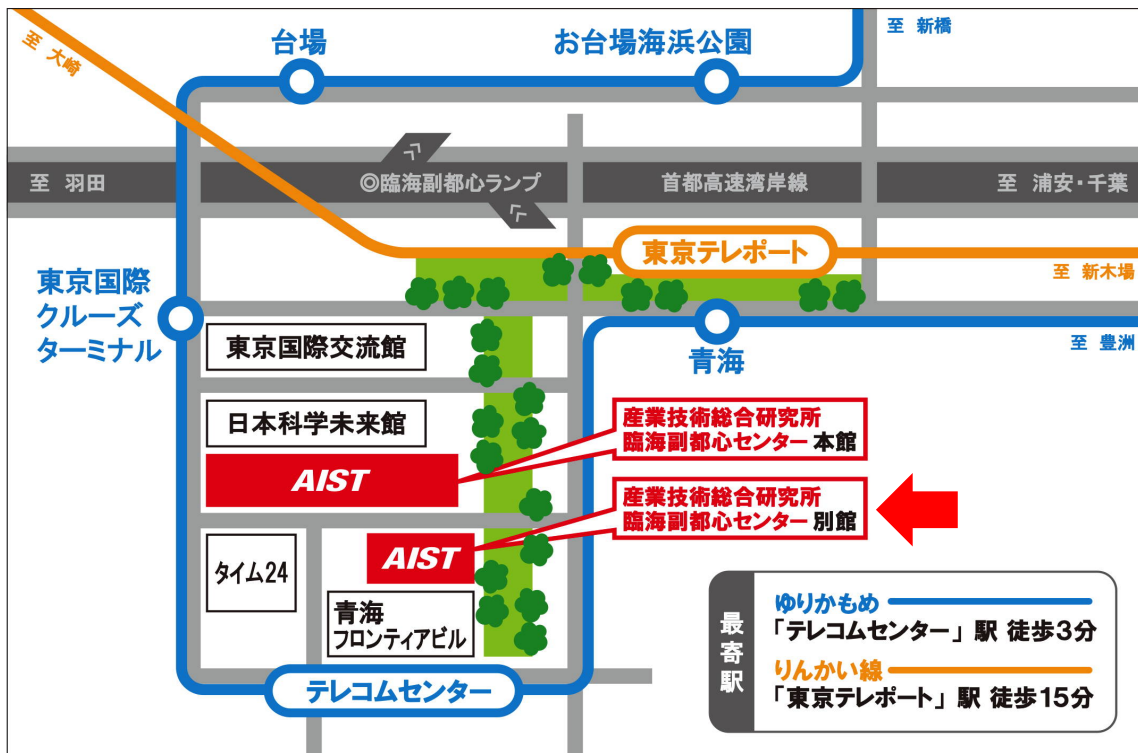 至 大崎
台場
お台場海浜公園
至 新橋
至 羽田
◎臨海副都心ランプ
首都高速湾岸線
至 浦安・千葉
東京テレポート
至 新木場
東京国際
クルーズ
ターミナル
青海
至 豊洲
東京国際交流館
日本科学未来館
AIST
産業技術総合研究所
臨海副都心センター 本館
産業技術総合研究所
臨海副都心センター 別館
タイム24
AIST
青海
フロンティアビル
テレコムセンター
最寄駅
ゆりかもめ
「テレコムセンター」駅 徒歩3分
りんかい線
「東京テレポート」駅 徒歩15分